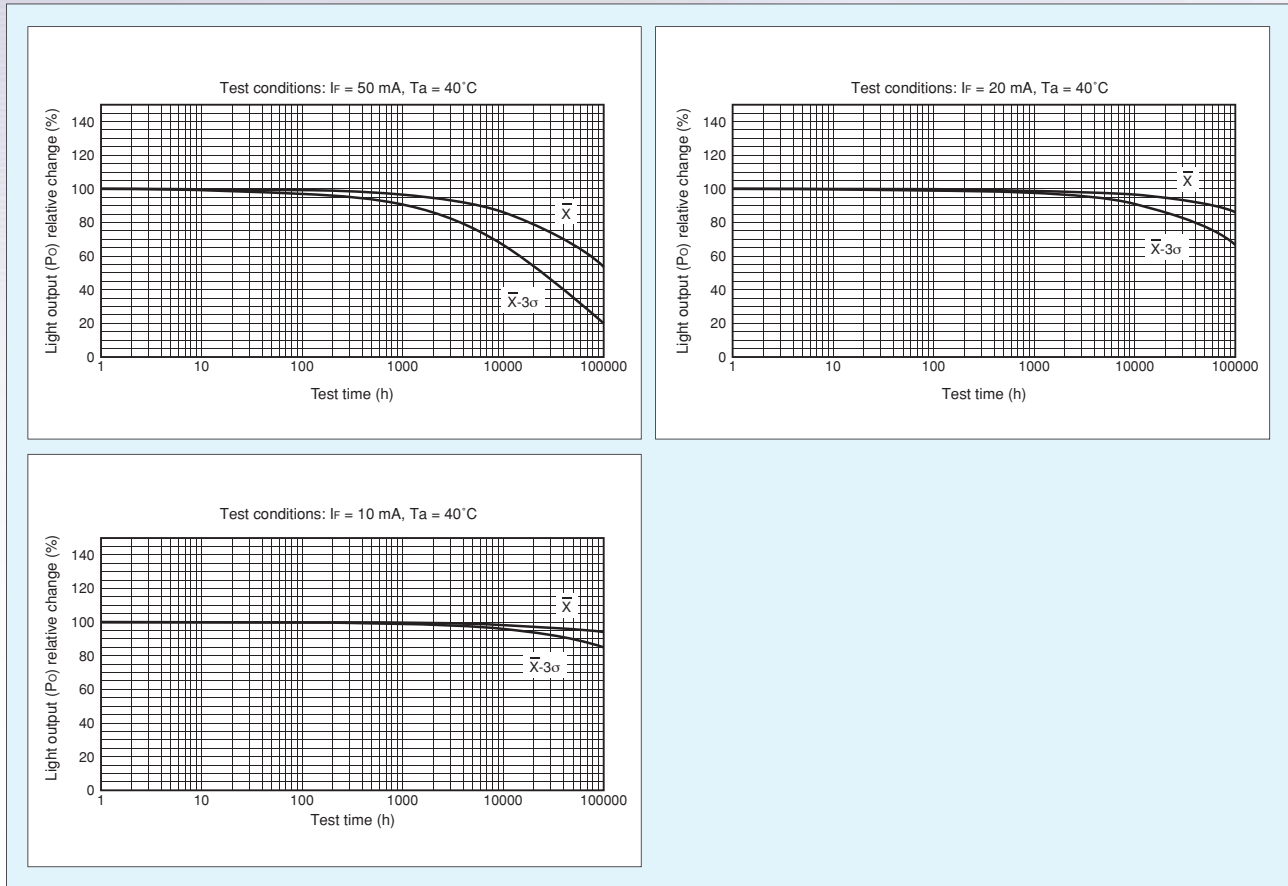 Test conditions: IF = 50 mA, Ta = 40˚C
Light output (PO) relative change (%)
140
120
100
80
60
40
20
0
X̅
X̅-3σ
1 10 100 1000 10000 100000
Test time (h)
Test conditions: IF = 20 mA, Ta = 40˚C
Light output (PO) relative change (%)
140
120
100
80
60
40
20
0
X̅
X̅-3σ
1 10 100 1000 10000 100000
Test time (h)
Test conditions: IF = 10 mA, Ta = 40˚C
Light output (PO) relative change (%)
140
120
100
80
60
40
20
0
X̅
X̅-3σ
1 10 100 1000 10000 100000
Test time (h)